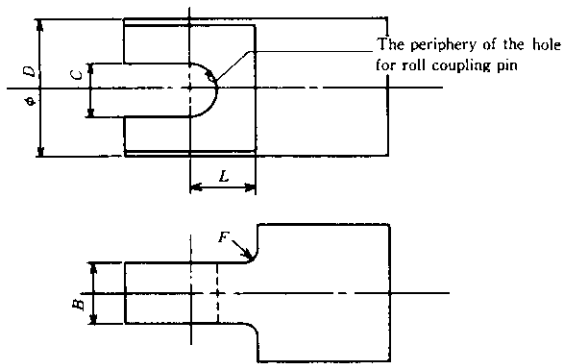 The periphery of the hole
for roll coupling pin
φ D
C
L
F
B